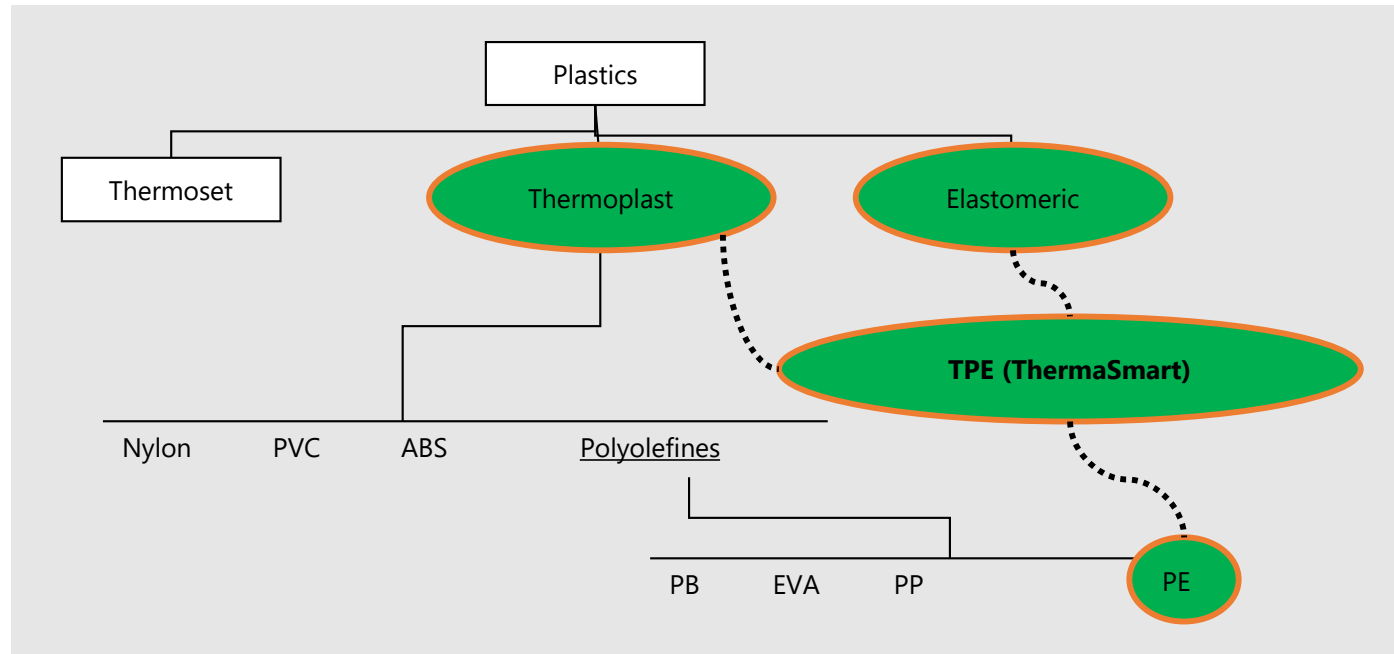 Plastics
Thermoset
Thermoplast
Elastomeric
TPE (ThermaSmart)
Nylon PVC ABS Polyolefines
PB EVA PP PE